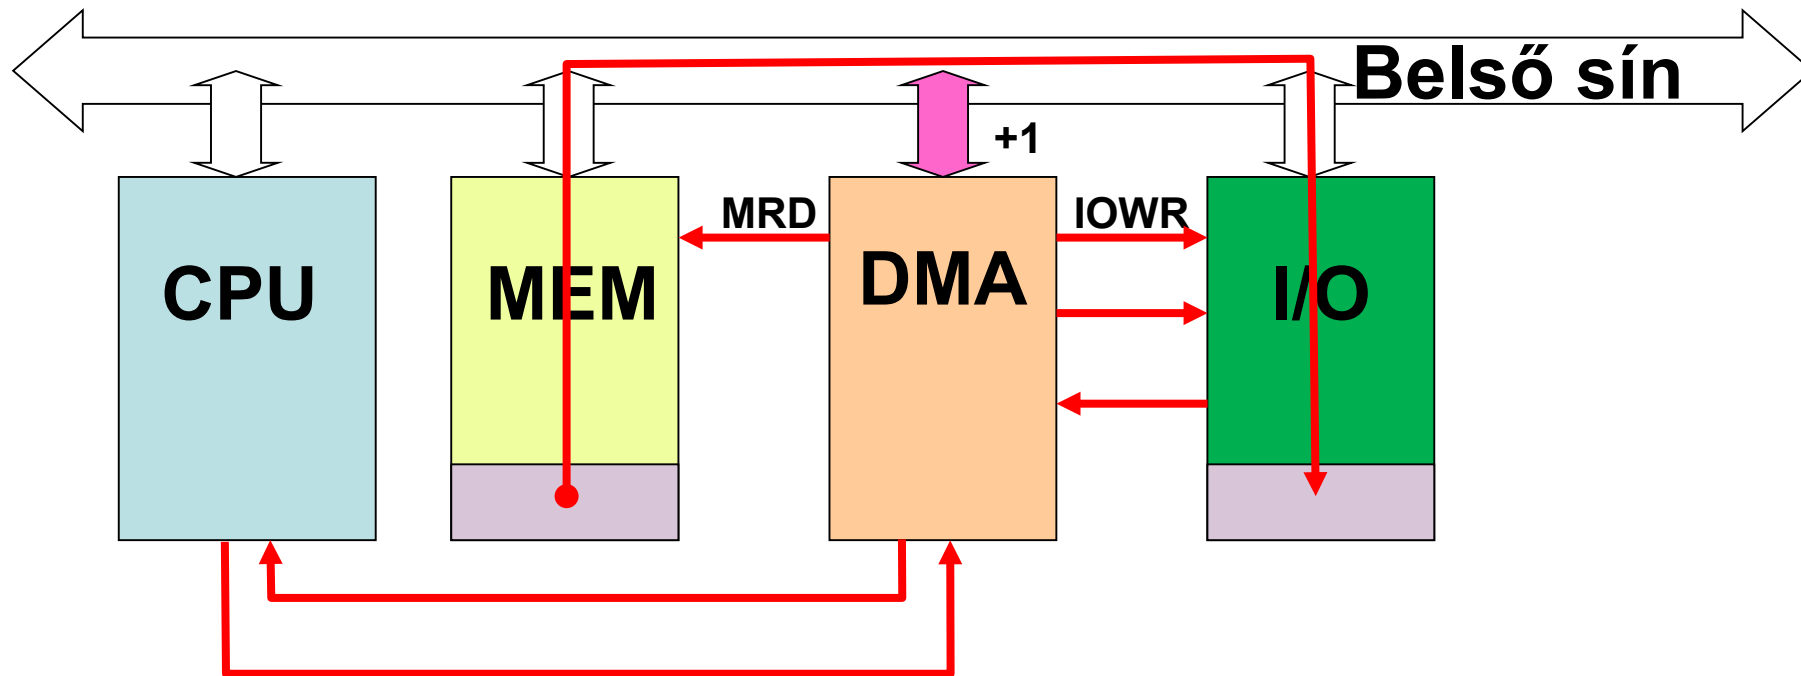 Belső sín
+1
MRD
IOWR
CPU
MEM
DMA
I/O